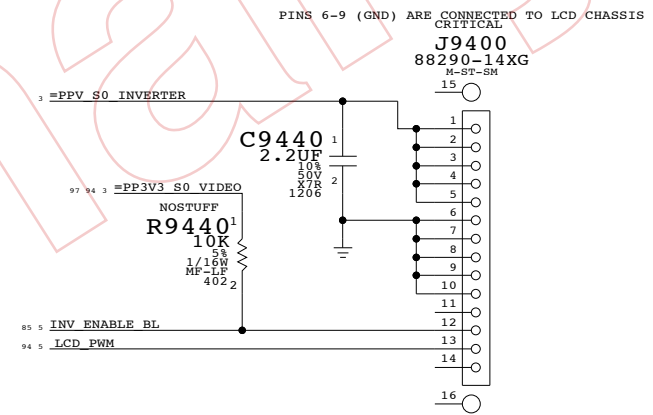 PINS 6-9 (GND) ARE CONNECTED TO LCD CHASSIS
CRITICAL
J9400
88290-14XG
M-ST-SM
15
3 =PPV_S0_INVERTER
1
C9440 1
2
2.2UF
10%
3
50V
2
4
X7R
97 94 3 =PP3V3_S0_VIDEO
1206
5
NOSTUFF
6
R9440 1
7
10K
5%
8
1/16W
MF-LF
9
402 2
10
11
85 5 INV_ENABLE_BL
12
94 5 LCD_PWM
13
14
16